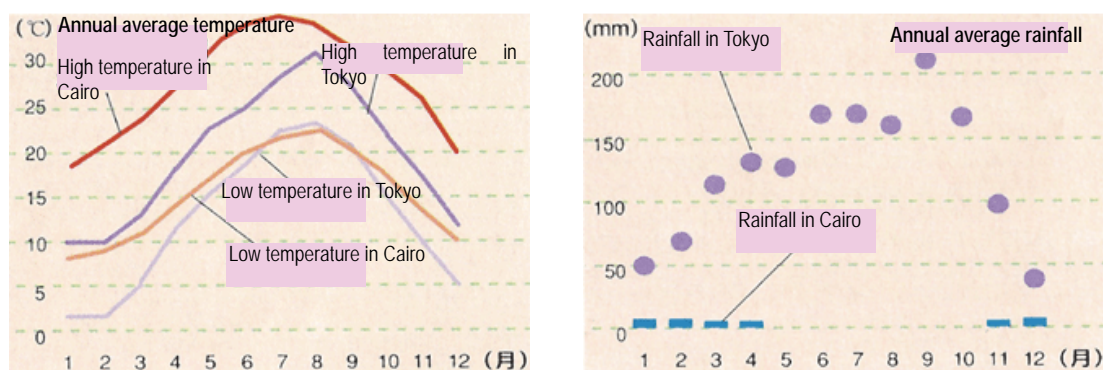 (℃) Annual average temperature
30
25
20
15
10
5
0
High temperature in
Cairo
High temperature in
Tokyo
Low temperature in Tokyo
Low temperature in Cairo
1 2 3 4 5 6 7 8 9 10 11 12 (月)
(mm)
Rainfall in Tokyo
Annual average rainfall
200
150
100
50
0
Rainfall in Cairo
1 2 3 4 5 6 7 8 9 10 11 12 (月)